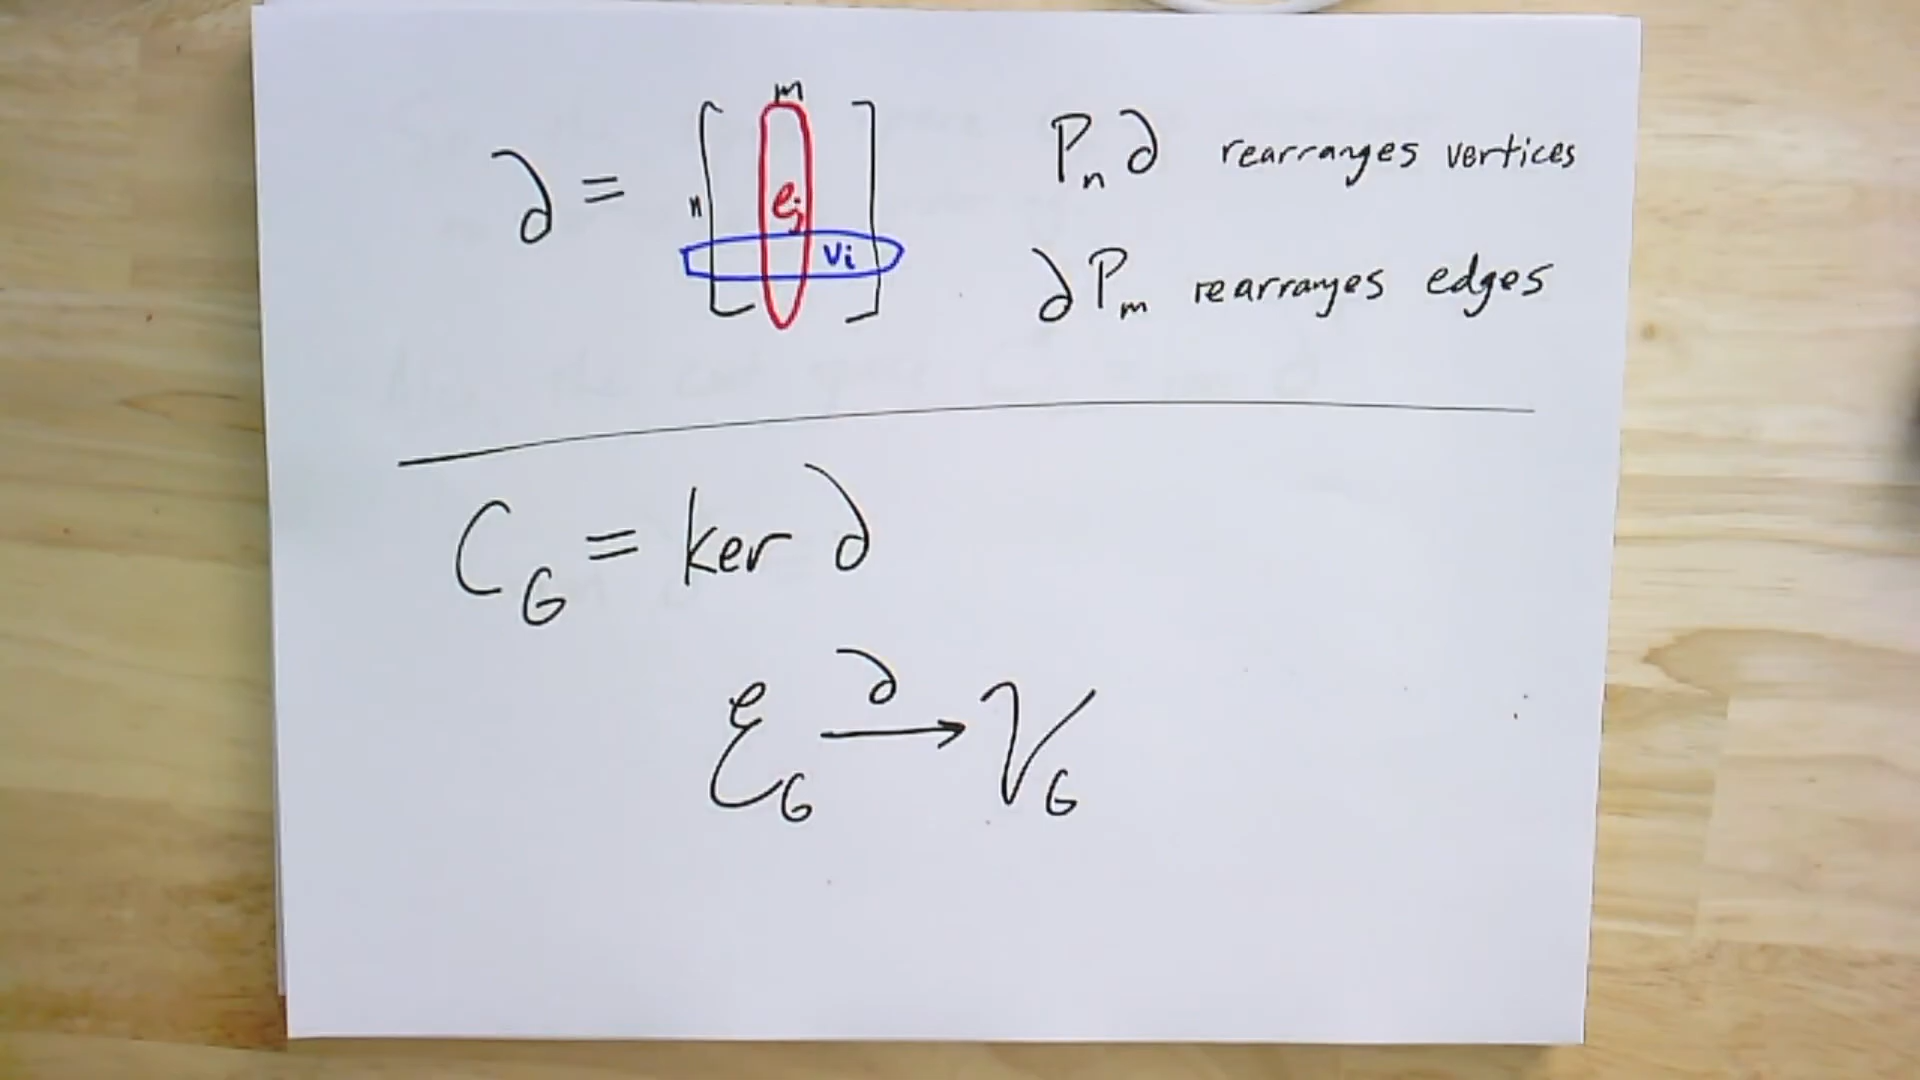 m
∂ = n [ e_j v_i ]
P_n ∂ rearranges vertices
∂ P_m rearranges edges
C_G = ker ∂
∂
ℰ_G ⟶ 𝒱_G